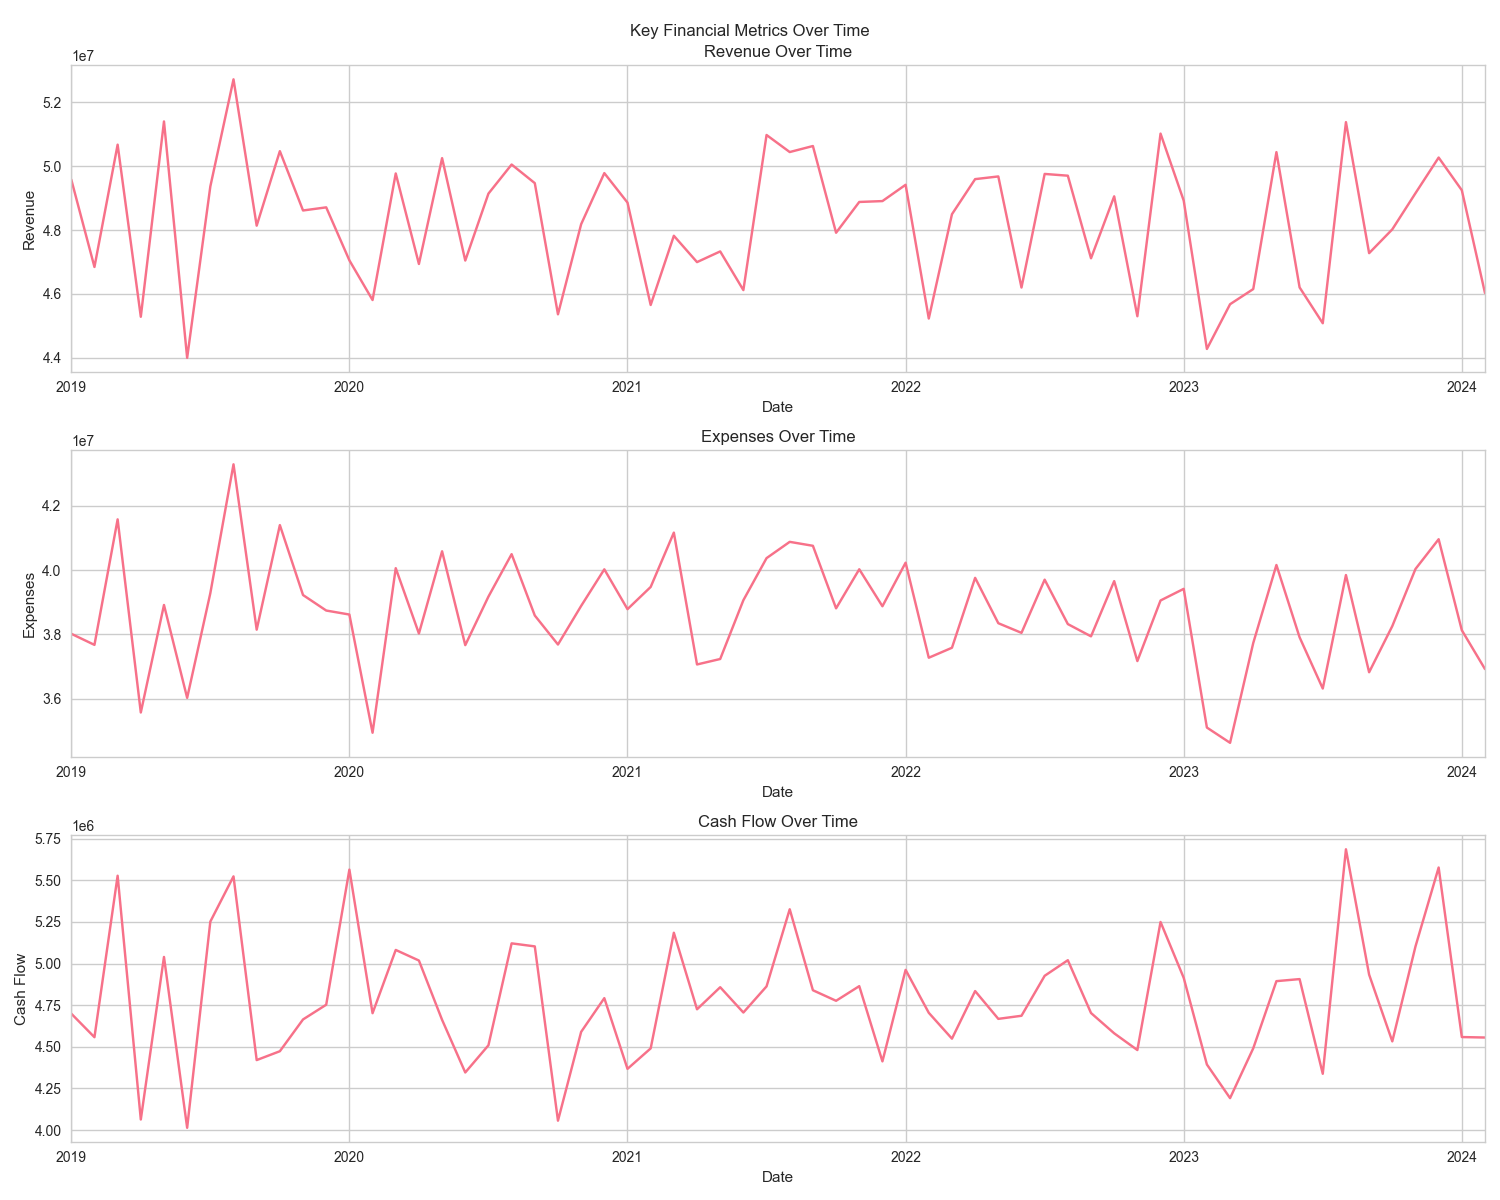 Key Financial Metrics Over Time
Revenue Over Time
1e7
5.2
5.0
4.8
4.6
4.4
Revenue
2019 2020 2021 2022 2023 2024
Date
Expenses Over Time
1e7
4.2
4.0
3.8
3.6
Expenses
2019 2020 2021 2022 2023 2024
Date
Cash Flow Over Time
1e6
5.75
5.50
5.25
5.00
4.75
4.50
4.25
4.00
Cash Flow
2019 2020 2021 2022 2023 2024
Date